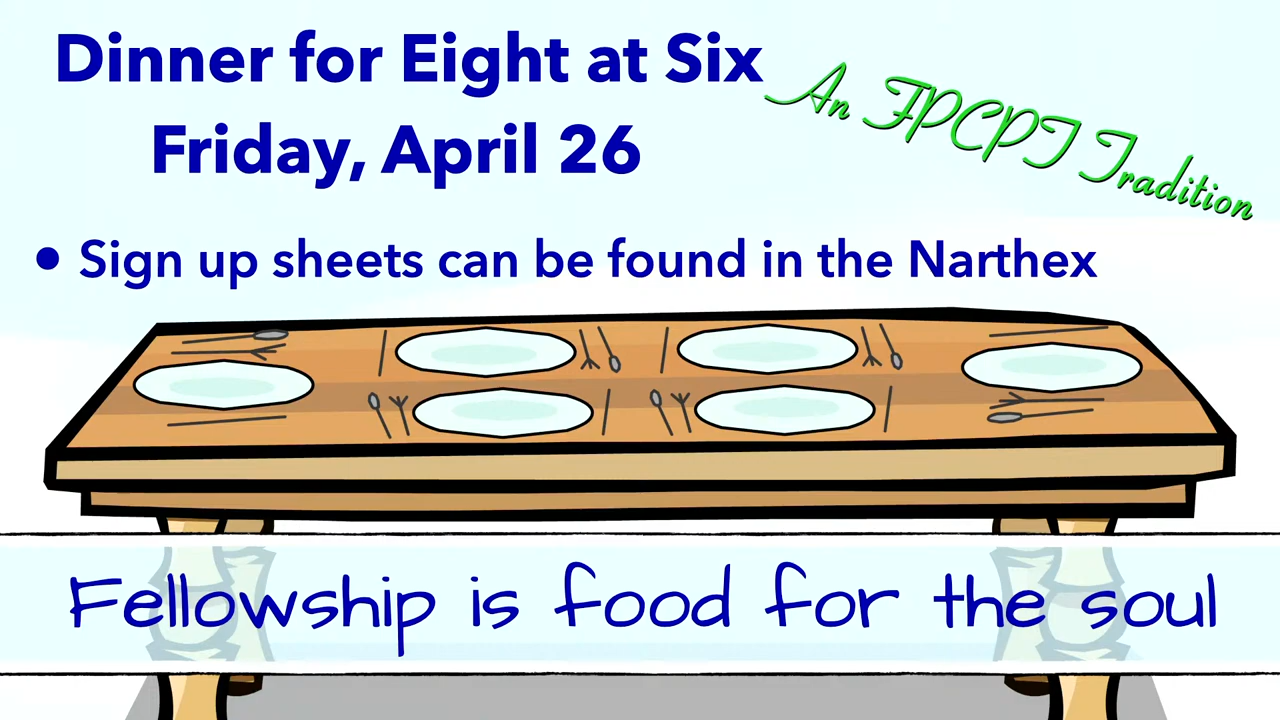 Dinner for Eight at Six
Friday, April 26
An FPCPT Tradition
• Sign up sheets can be found in the Narthex
Fellowship is food for the soul